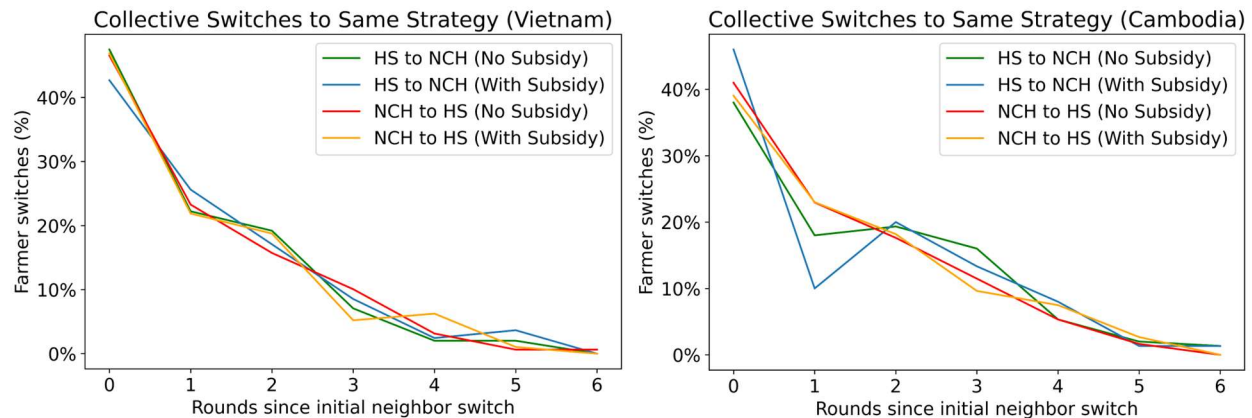 Collective Switches to Same Strategy (Vietnam)
HS to NCH (No Subsidy)
HS to NCH (With Subsidy)
NCH to HS (No Subsidy)
NCH to HS (With Subsidy)
Farmer switches (%)
40%
30%
20%
10%
0%
0 1 2 3 4 5 6
Rounds since initial neighbor switch
Collective Switches to Same Strategy (Cambodia)
HS to NCH (No Subsidy)
HS to NCH (With Subsidy)
NCH to HS (No Subsidy)
NCH to HS (With Subsidy)
Farmer switches (%)
40%
30%
20%
10%
0%
0 1 2 3 4 5 6
Rounds since initial neighbor switch